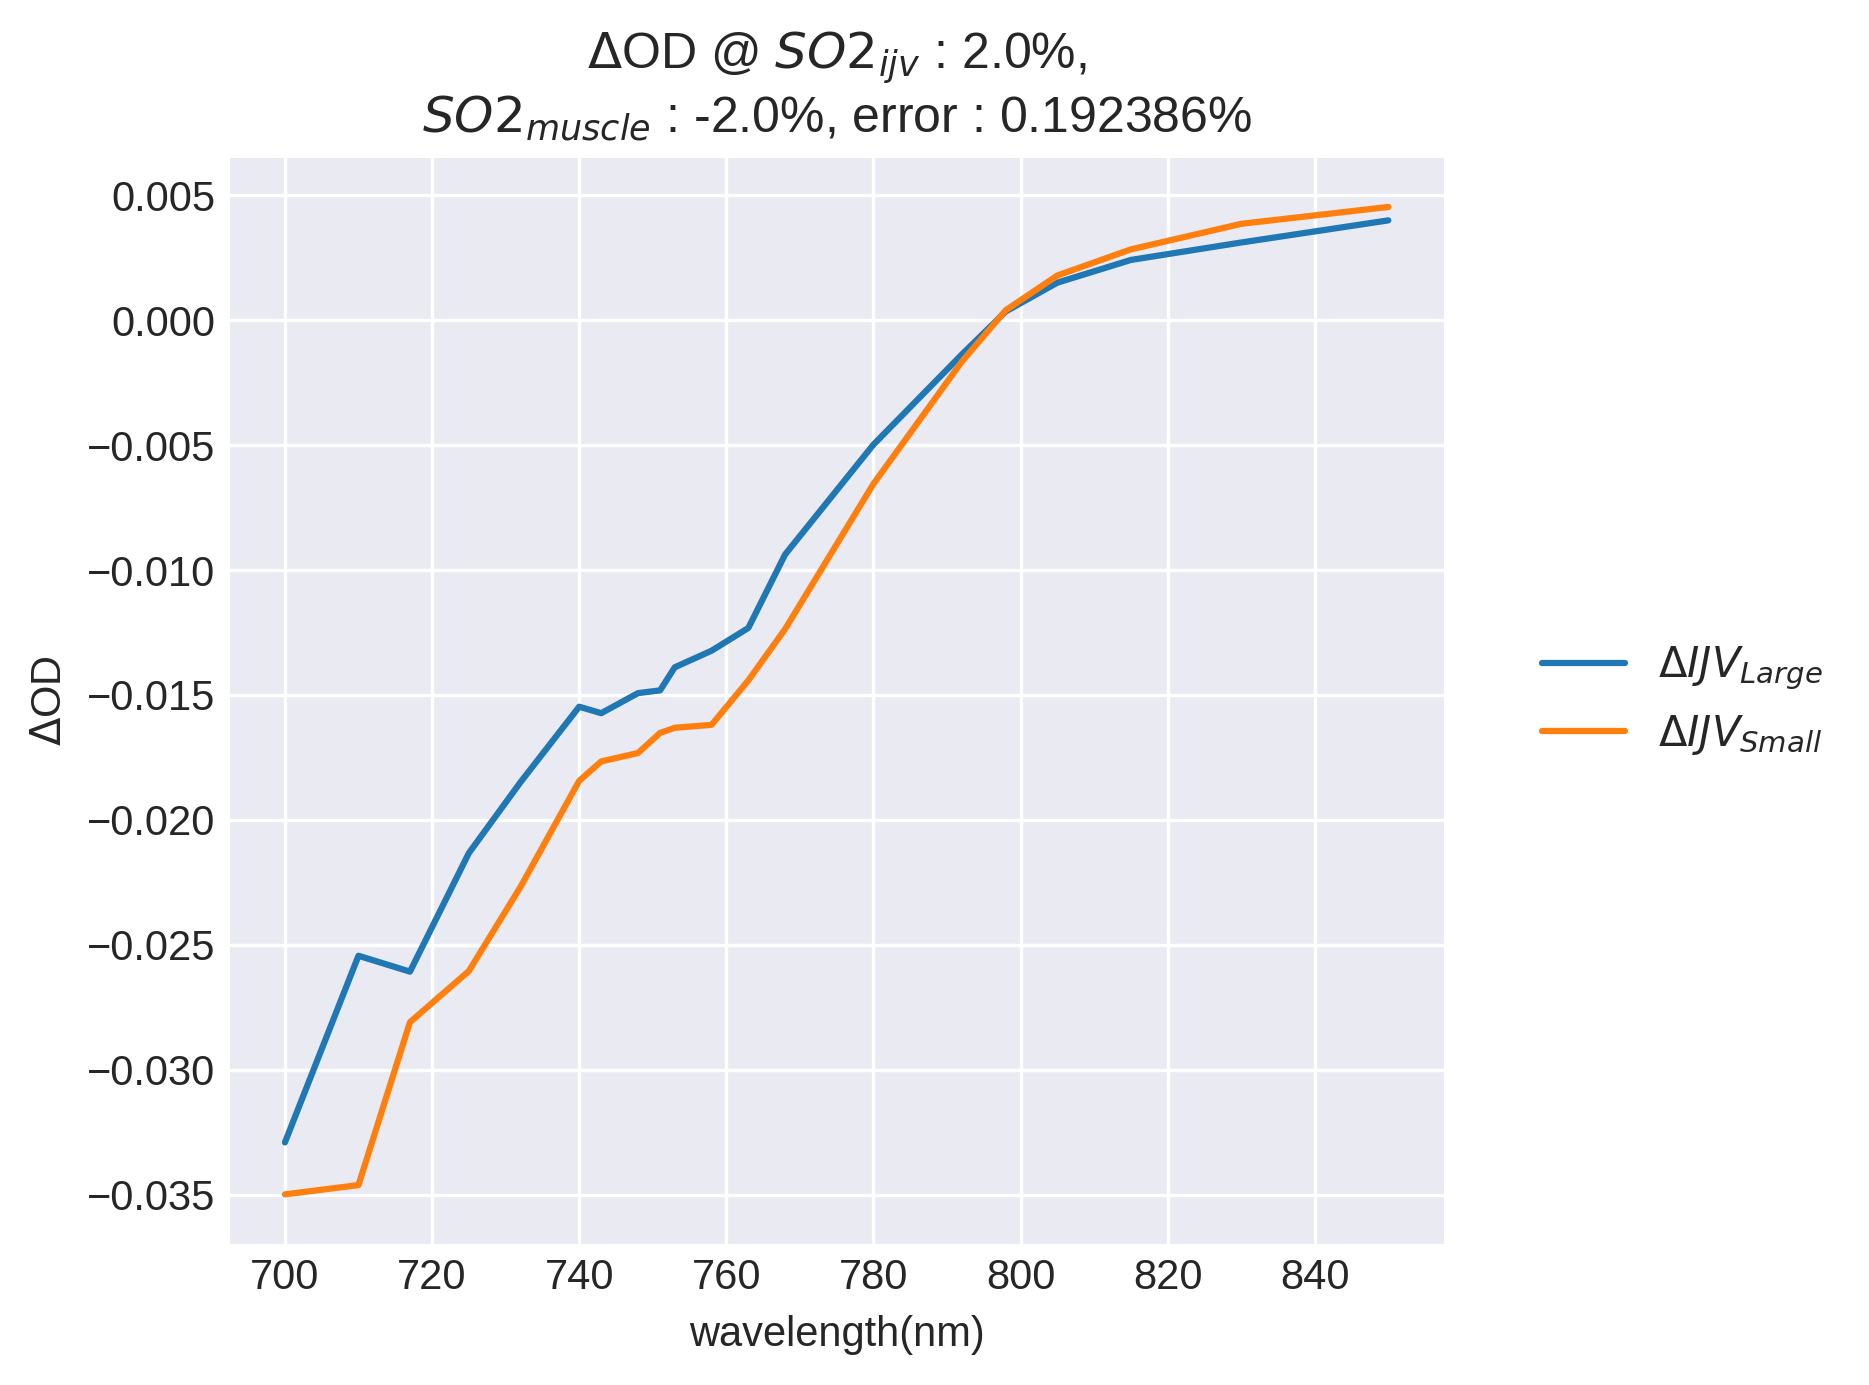 ΔOD @ SO2ijv : 2.0%,
SO2muscle : -2.0%, error : 0.192386%
0.005
0.000
−0.005
−0.010
−0.015
−0.020
−0.025
−0.030
−0.035
ΔOD
700 720 740 760 780 800 820 840
wavelength(nm)
ΔIJVLarge
ΔIJVSmall